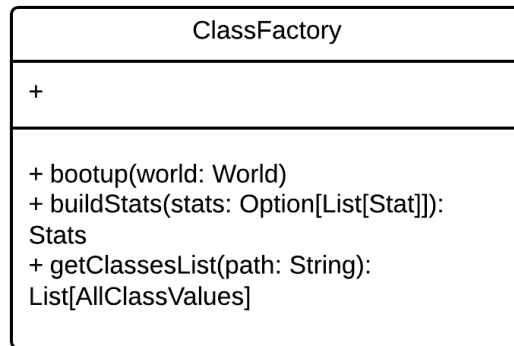 ClassFactory
+
+ bootup(world: World)
+ buildStats(stats: Option[List[Stat]]):
Stats
+ getClassesList(path: String):
List[AllClassValues]